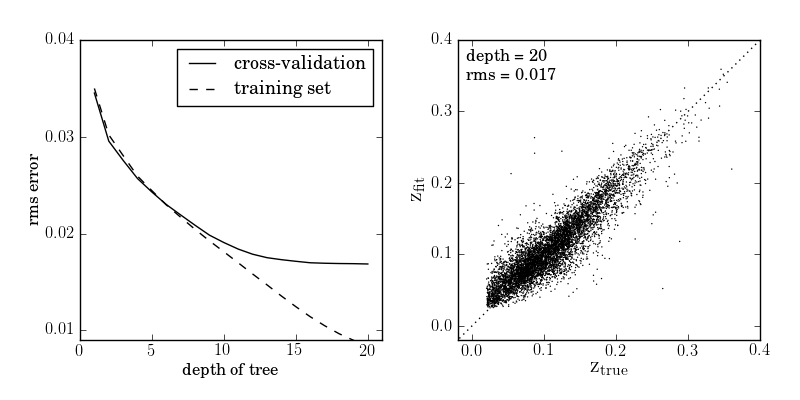 0.04
0.03
0.02
0.01
rms error
0 5 10 15 20
depth of tree
cross-validation
training set
0.4
0.3
0.2
0.1
0.0
z_fit
depth = 20
rms = 0.017
0.0 0.1 0.2 0.3 0.4
z_true